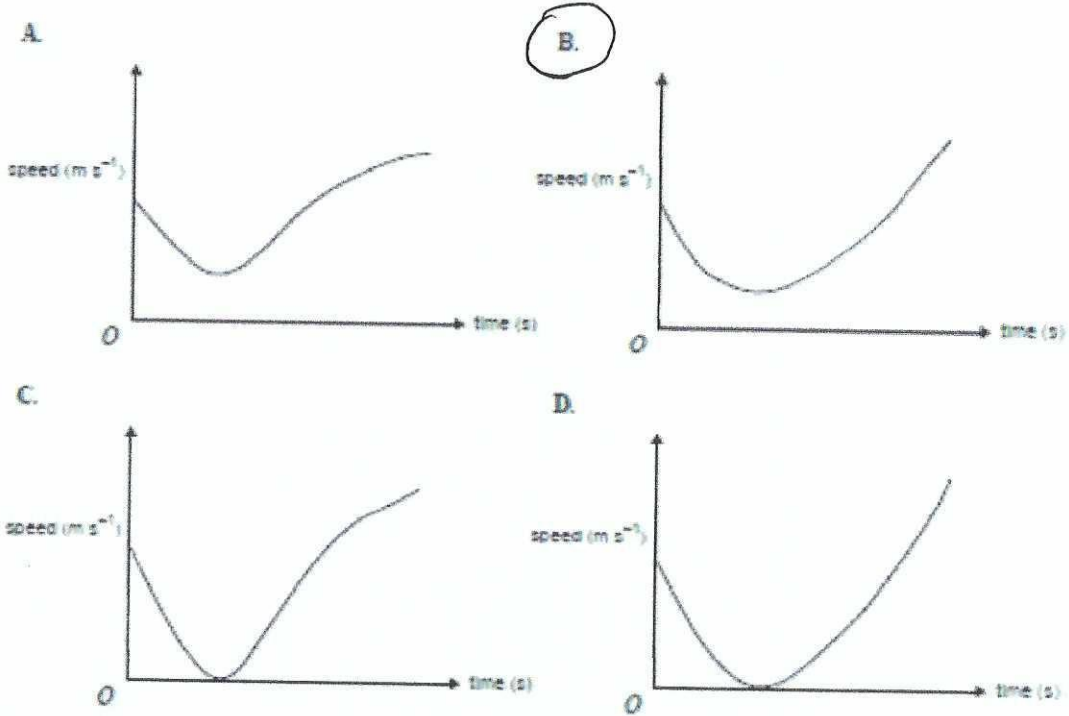 A.
B.
speed (m s⁻¹)
speed (m s⁻¹)
O
time (s)
O
time (s)
C.
D.
speed (m s⁻¹)
speed (m s⁻¹)
O
time (s)
O
time (s)